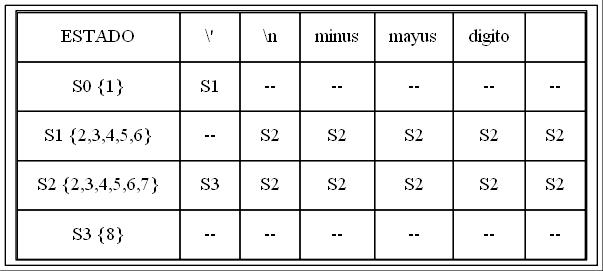 ESTADO \' \n minus mayus digito
S0 {1} S1 -- -- -- -- --
S1 {2,3,4,5,6} -- S2 S2 S2 S2 S2
S2 {2,3,4,5,6,7} S3 S2 S2 S2 S2 S2
S3 {8} -- -- -- -- -- --